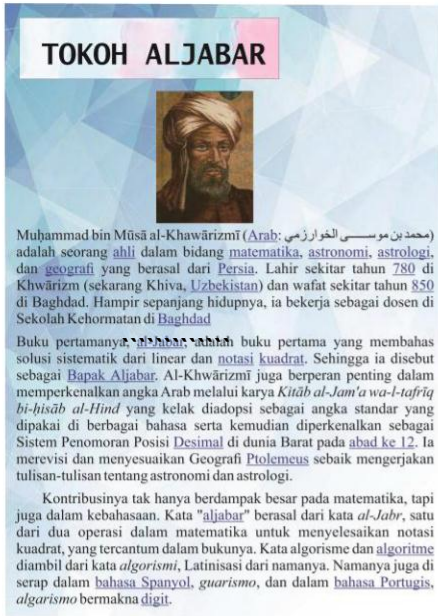 TOKOH ALJABAR
Muḥammad bin Mūsā al-Khawārizmī (Arab: محمد بن موسى الخوارزمي)
adalah seorang ahli dalam bidang matematika, astronomi, astrologi,
dan geografi yang berasal dari Persia. Lahir sekitar tahun 780 di
Khwārizm (sekarang Khiva, Uzbekistan) dan wafat sekitar tahun 850
di Baghdad. Hampir sepanjang hidupnya, ia bekerja sebagai dosen di
Sekolah Kehormatan di Baghdad
Buku pertamanya, al-Jabar, adalah buku pertama yang membahas
solusi sistematik dari linear dan notasi kuadrat. Sehingga ia disebut
sebagai Bapak Aljabar. Al-Khwārizmī juga berperan penting dalam
memperkenalkan angka Arab melalui karya Kitāb al-Jam'a wa-l-tafrīq
bi-ḥisāb al-Hind yang kelak diadopsi sebagai angka standar yang
dipakai di berbagai bahasa serta kemudian diperkenalkan sebagai
Sistem Penomoran Posisi Desimal di dunia Barat pada abad ke 12. Ia
merevisi dan menyesuaikan Geografi Ptolemeus sebaik mengerjakan
tulisan-tulisan tentang astronomi dan astrologi.
Kontribusinya tak hanya berdampak besar pada matematika, tapi
juga dalam kebahasaan. Kata "aljabar" berasal dari kata al-Jabr, satu
dari dua operasi dalam matematika untuk menyelesaikan notasi
kuadrat, yang tercantum dalam bukunya. Kata algorisme dan algoritme
diambil dari kata algorismi, Latinisasi dari namanya. Namanya juga di
serap dalam bahasa Spanyol, guarismo, dan dalam bahasa Portugis,
algarismo bermakna digit.